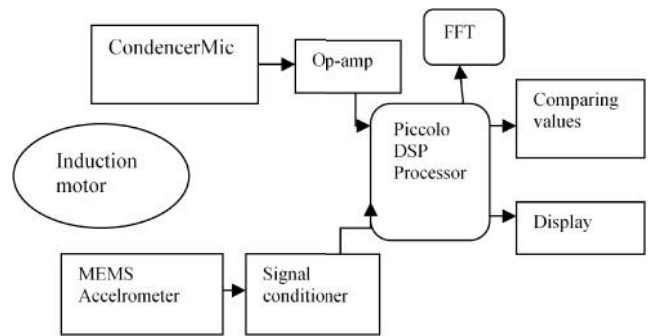 CondencerMic
Op-amp
FFT
Piccolo
DSP
Processor
Comparing
values
Induction
motor
Display
MEMS
Accelrometer
Signal
conditioner